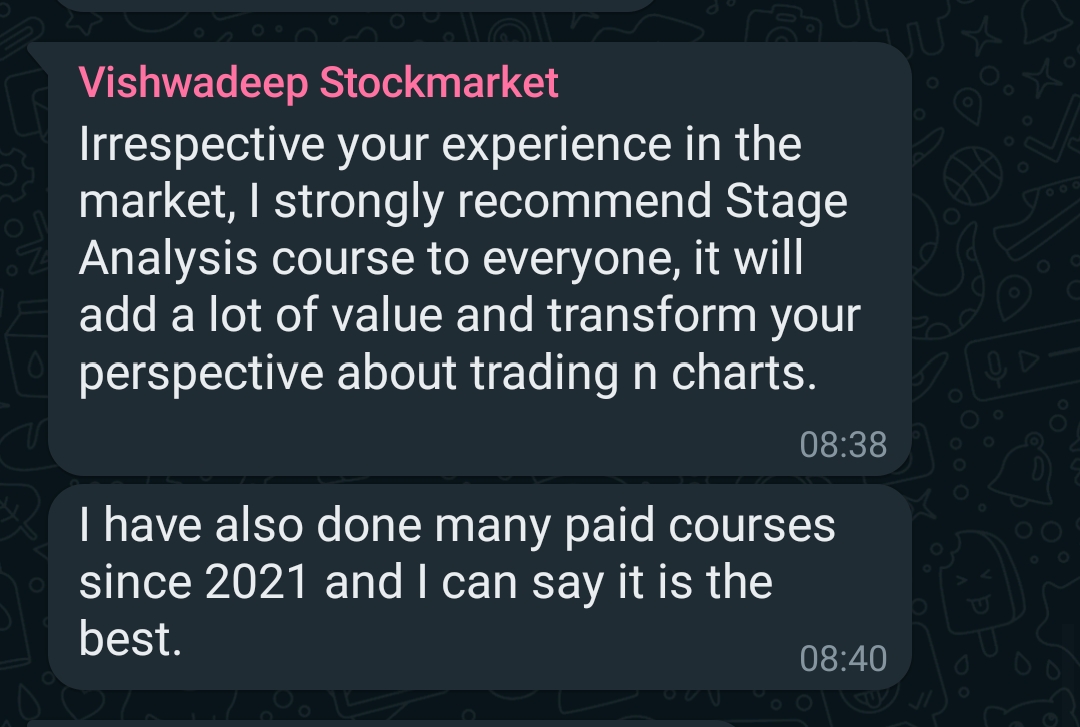 Vishwadeep Stockmarket
Irrespective your experience in the
market, I strongly recommend Stage
Analysis course to everyone, it will
add a lot of value and transform your
perspective about trading n charts.
08:38
I have also done many paid courses
since 2021 and I can say it is the
best.
08:40